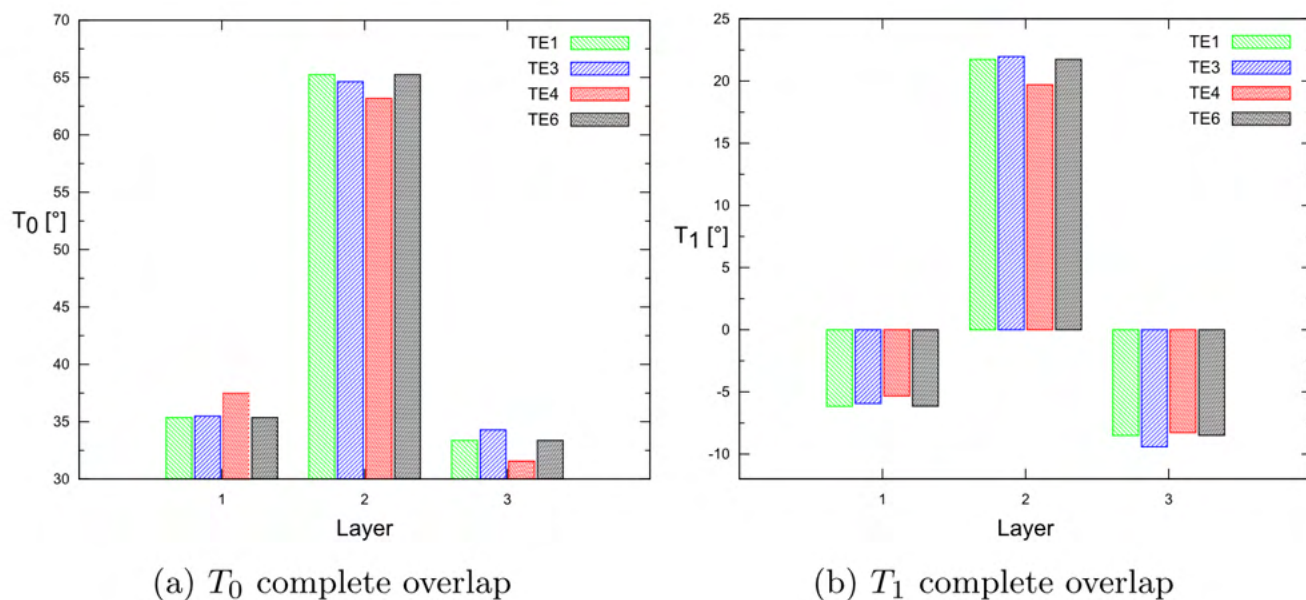 70
65
60
55
50
45
40
35
30
T0 [°]
1
2
3
Layer
TE1
TE3
TE4
TE6
(a) T0 complete overlap
25
20
15
10
5
0
-5
-10
T1 [°]
1
2
3
Layer
TE1
TE3
TE4
TE6
(b) T1 complete overlap